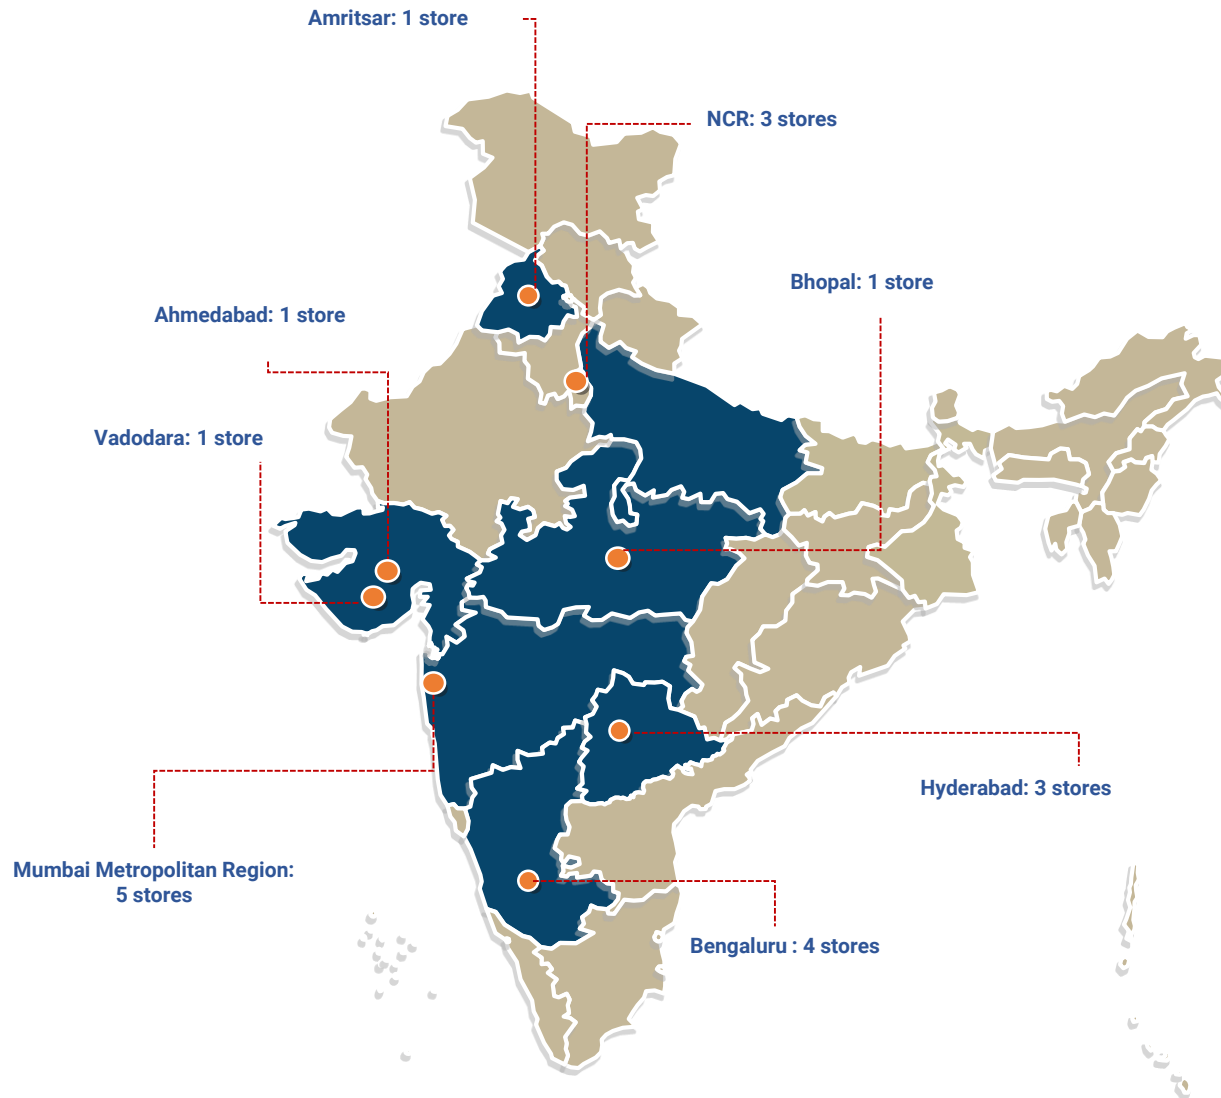 Amritsar: 1 store
NCR: 3 stores
Bhopal: 1 store
Ahmedabad: 1 store
Vadodara: 1 store
Hyderabad: 3 stores
Mumbai Metropolitan Region:
5 stores
Bengaluru : 4 stores